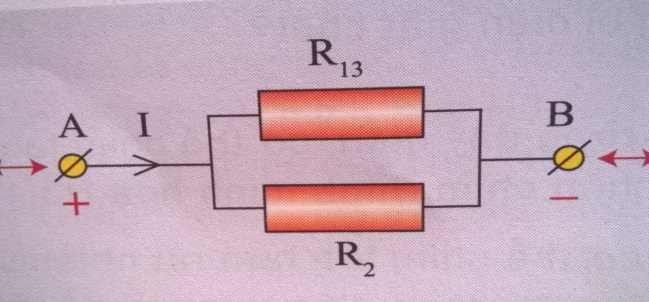 R₁₃
A I B
+ −
R₂